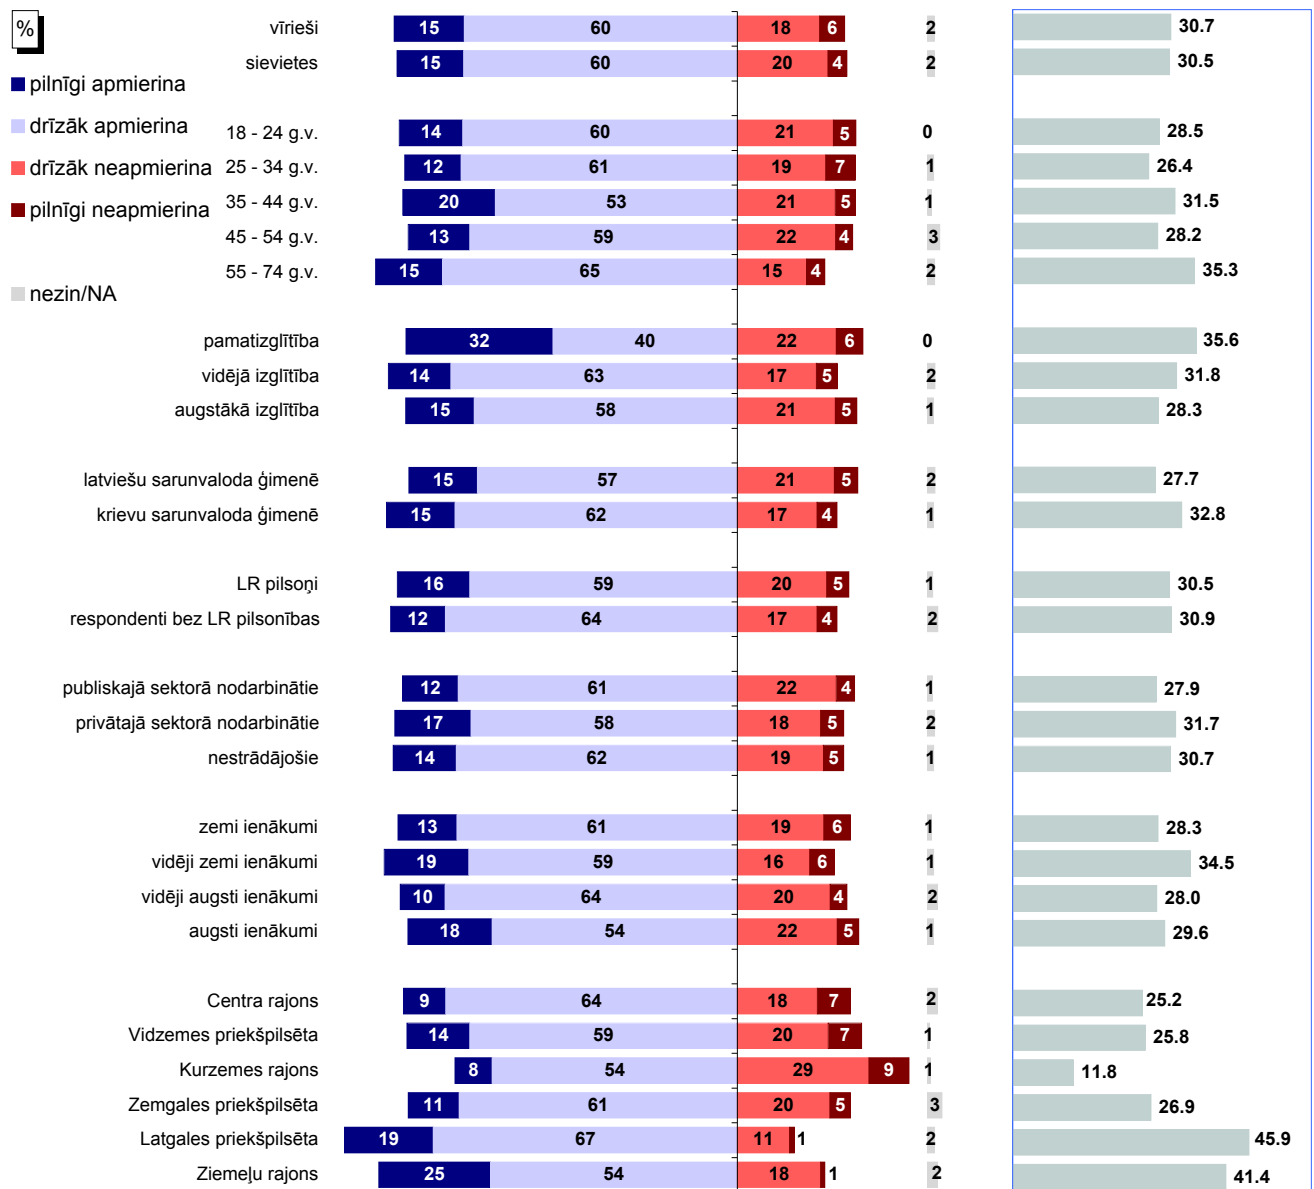 %
pilnīgi apmierina
drīzāk apmierina
drīzāk neapmierina
pilnīgi neapmierina
nezin/NA
vīrieši 15 60 18 6 2 30.7
sievietes 15 60 20 4 2 30.5
18 - 24 g.v. 14 60 21 5 0 28.5
25 - 34 g.v. 12 61 19 7 1 26.4
35 - 44 g.v. 20 53 21 5 1 31.5
45 - 54 g.v. 13 59 22 4 3 28.2
55 - 74 g.v. 15 65 15 4 2 35.3
pamatizglītība 32 40 22 6 0 35.6
vidējā izglītība 14 63 17 5 2 31.8
augstākā izglītība 15 58 21 5 1 28.3
latviešu sarunvaloda ģimenē 15 57 21 5 2 27.7
krievu sarunvaloda ģimenē 15 62 17 4 1 32.8
LR pilsoņi 16 59 20 5 1 30.5
respondenti bez LR pilsonības 12 64 17 4 2 30.9
publiskajā sektorā nodarbinātie 12 61 22 4 1 27.9
privātajā sektorā nodarbinātie 17 58 18 5 2 31.7
nestrādājošie 14 62 19 5 1 30.7
zemi ienākumi 13 61 19 6 1 28.3
vidēji zemi ienākumi 19 59 16 6 1 34.5
vidēji augsti ienākumi 10 64 20 4 2 28.0
augsti ienākumi 18 54 22 5 1 29.6
Centra rajons 9 64 18 7 2 25.2
Vidzemes priekšpilsēta 14 59 20 7 1 25.8
Kurzemes rajons 8 54 29 9 1 11.8
Zemgales priekšpilsēta 11 61 20 5 3 26.9
Latgales priekšpilsēta 19 67 11 1 2 45.9
Ziemeļu rajons 25 54 18 1 2 41.4